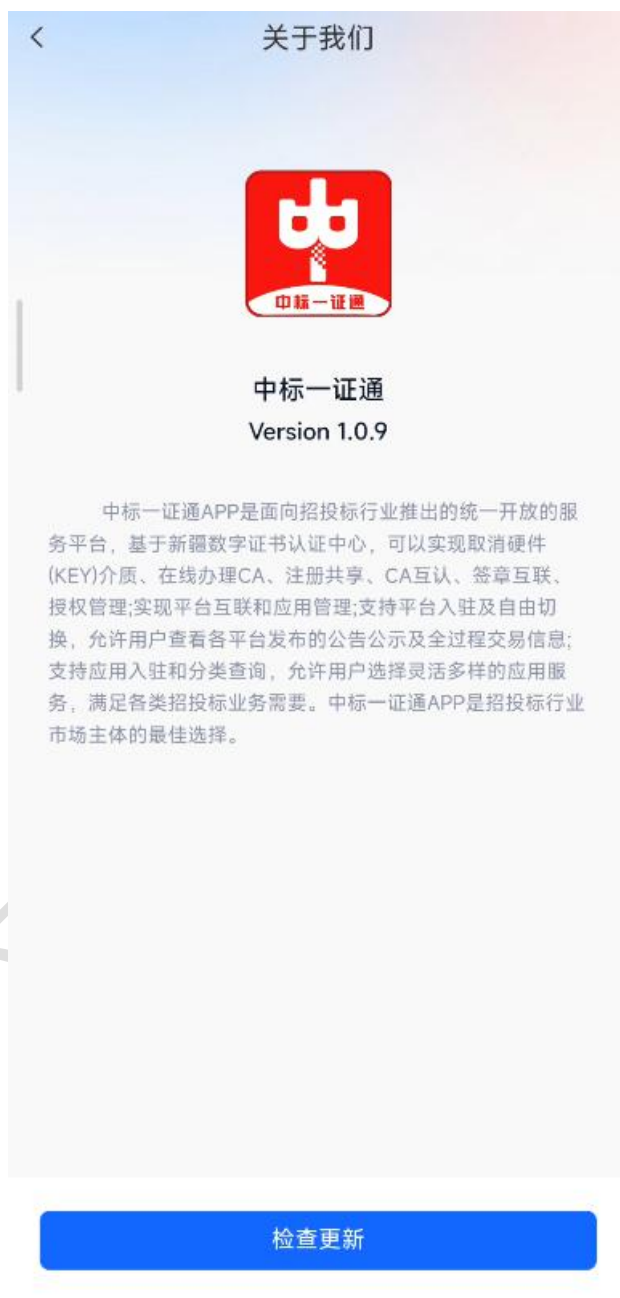 关于我们
中标一证通
中标一证通
Version 1.0.9
中标一证通APP是面向招投标行业推出的统一开放的服
务平台，基于新疆数字证书认证中心，可以实现取消硬件
(KEY)介质、在线办理CA、注册共享、CA互认、签章互联、
授权管理;实现平台互联和应用管理;支持平台入驻及自由切
换，允许用户查看各平台发布的公告公示及全过程交易信息;
支持应用入驻和分类查询，允许用户选择灵活多样的应用服
务，满足各类招投标业务需要。中标一证通APP是招投标行业
市场主体的最佳选择。
检查更新